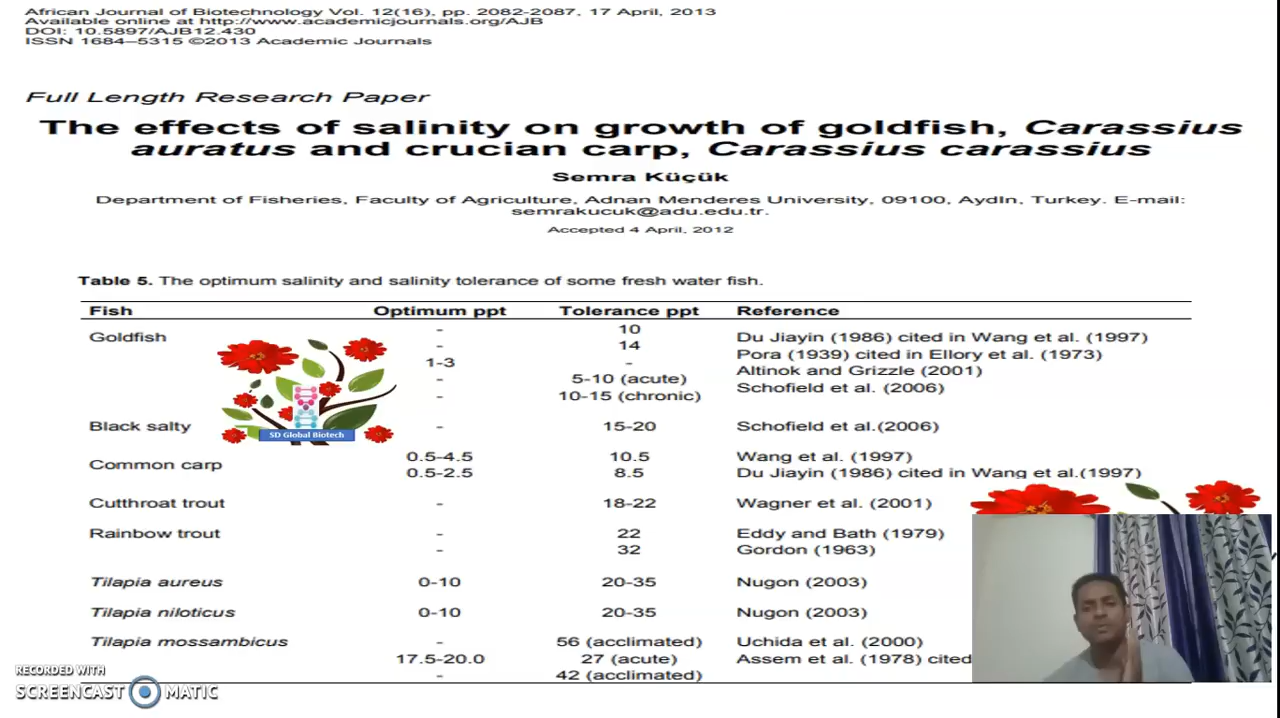 African Journal of Biotechnology Vol. 12(16), pp. 2082-2087, 17 April, 2013
Available online at http://www.academicjournals.org/AJB
DOI: 10.5897/AJB12.430
ISSN 1684–5315 ©2013 Academic Journals
Full Length Research Paper
The effects of salinity on growth of goldfish, Carassius
auratus and crucian carp, Carassius carassius
Semra Küçük
Department of Fisheries, Faculty of Agriculture, Adnan Menderes University, 09100, AydIn, Turkey. E-mail:
semrakucuk@adu.edu.tr.
Accepted 4 April, 2012
Table 5. The optimum salinity and salinity tolerance of some fresh water fish.
Fish Optimum ppt Tolerance ppt Reference
Goldfish
- 10 Du Jiayin (1986) cited in Wang et al. (1997)
- 14 Pora (1939) cited in Ellory et al. (1973)
1-3 - Altinok and Grizzle (2001)
- 5-10 (acute) Schofield et al. (2006)
- 10-15 (chronic)
Black salty - 15-20 Schofield et al.(2006)
SD Global Biotech
Common carp
0.5-4.5 10.5 Wang et al. (1997)
0.5-2.5 8.5 Du Jiayin (1986) cited in Wang et al.(1997)
Cutthroat trout - 18-22 Wagner et al. (2001)
Rainbow trout - 22 Eddy and Bath (1979)
- 32 Gordon (1963)
Tilapia aureus 0-10 20-35 Nugon (2003)
Tilapia niloticus 0-10 20-35 Nugon (2003)
Tilapia mossambicus - 56 (acclimated) Uchida et al. (2000)
17.5-20.0 27 (acute) Assem et al. (1978) cited
- 42 (acclimated)
RECORDED WITH
SCREENCAST MATIC